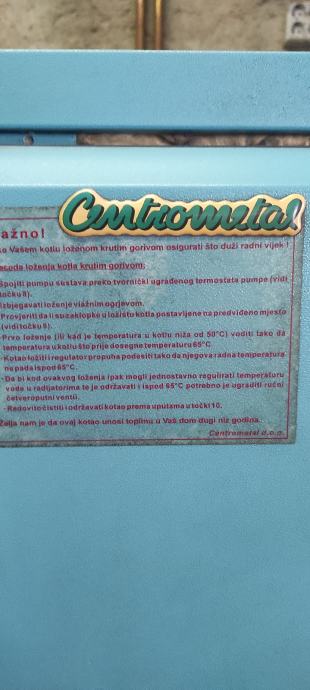 Centrometal
ažno!
Vašem kotlu loženom krutim gorivom osigurati što duži radni vijek !
loženja kotla krutim gorivom:
Spojiti pumpu sustava preko tvornički ugrađenog termostata pumpe (vidi
točku 8).
Izbjegavati loženje vlažnim ogrjevom.
Provjeriti da li su zaklopke u ložištu kotla postavljene na predviđeno mjesto
(vidi točku 8).
-Prvo loženje (ili kad je temperatura u kotlu niža od 50°C) voditi tako da
temperatura u kotlu što prije dosegne temperaturu 65°C.
-Kotao ložiti i regulator propuha podesiti tako da njegova radna temperatura
ne pada ispod 65°C.
-Da bi kod ovakvog loženja ipak mogli jednostavno regulirati temperaturu
vode u radijatorima te je održavati i ispod 65°C potrebno je ugraditi ručni
četveroputni ventil.
-Radovito čistiti i održavati kotao prema uputama u točki 10.
Želja nam je da ovaj kotao unosi toplinu u Vaš dom dugi niz godina.
Centrometal d.o.o.